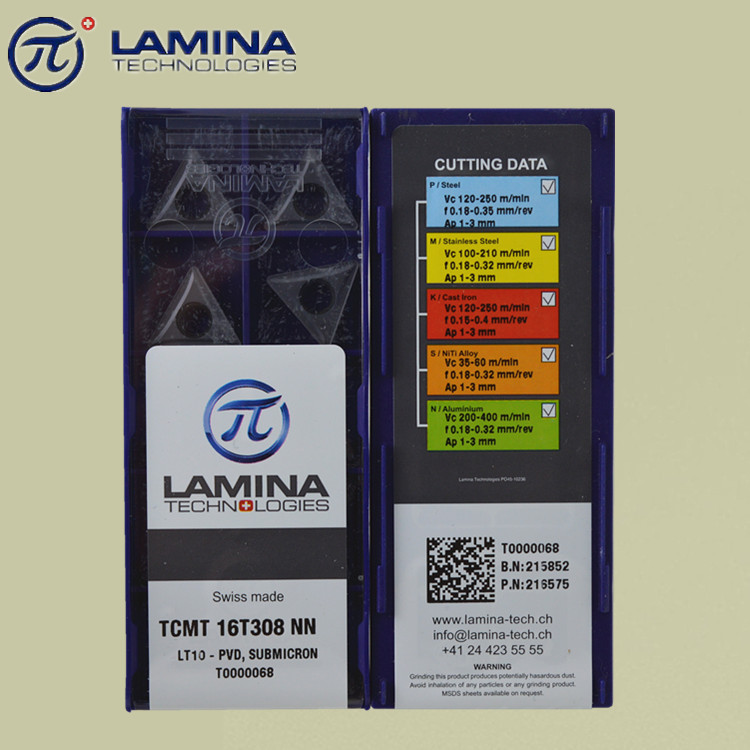 π
LAMINA
TECHNOLOGIES
LAMINA
TECHNOLOGIES
π
π
LAMINA
TECHNOLOGIES
Swiss made
TCMT 16T308 NN
LT10 - PVD, SUBMICRON
T0000068
CUTTING DATA
P / Steel
Vc 120-250 m/min
f 0.18-0.35 mm/rev
Ap 1-3 mm
M / Stainless Steel
Vc 100-210 m/min
f 0.18-0.32 mm/rev
Ap 1-3 mm
K / Cast Iron
Vc 120-250 m/min
f 0.15-0.4 mm/rev
Ap 1-3 mm
S / NiTi Alloy
Vc 35-60 m/min
f 0.18-0.32 mm/rev
Ap 1-3 mm
N / Aluminium
Vc 200-400 m/min
f 0.18-0.32 mm/rev
Ap 1-3 mm
Lamina Technologies PD45-10236
T0000068
B.N:215852
P.N:216575
www.lamina-tech.ch
info@lamina-tech.ch
+41 24 423 55 55
WARNING
Grinding this product produces potentially hasardous dust.
Avoid inhalation of any particles or any grinding product.
MSDS sheets available on request.